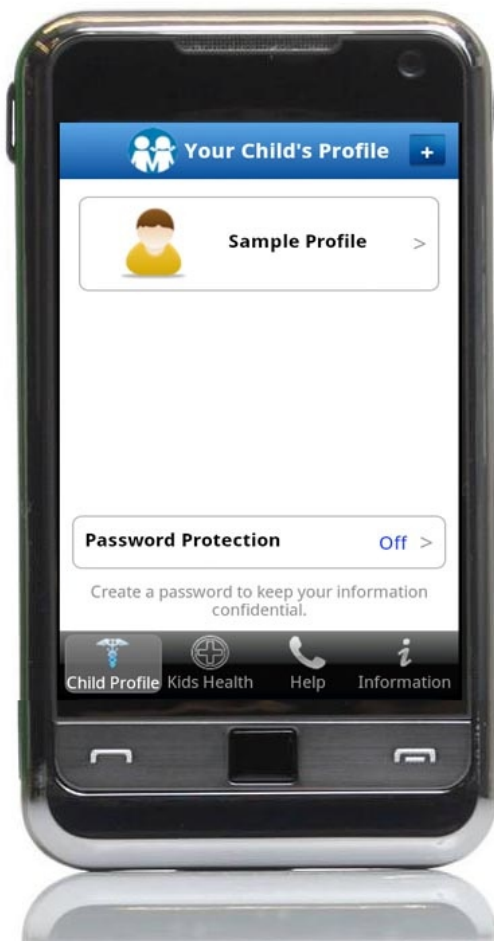 Your Child's Profile +
Sample Profile >
Password Protection Off >
Create a password to keep your information
confidential.
Child Profile Kids Health Help Information